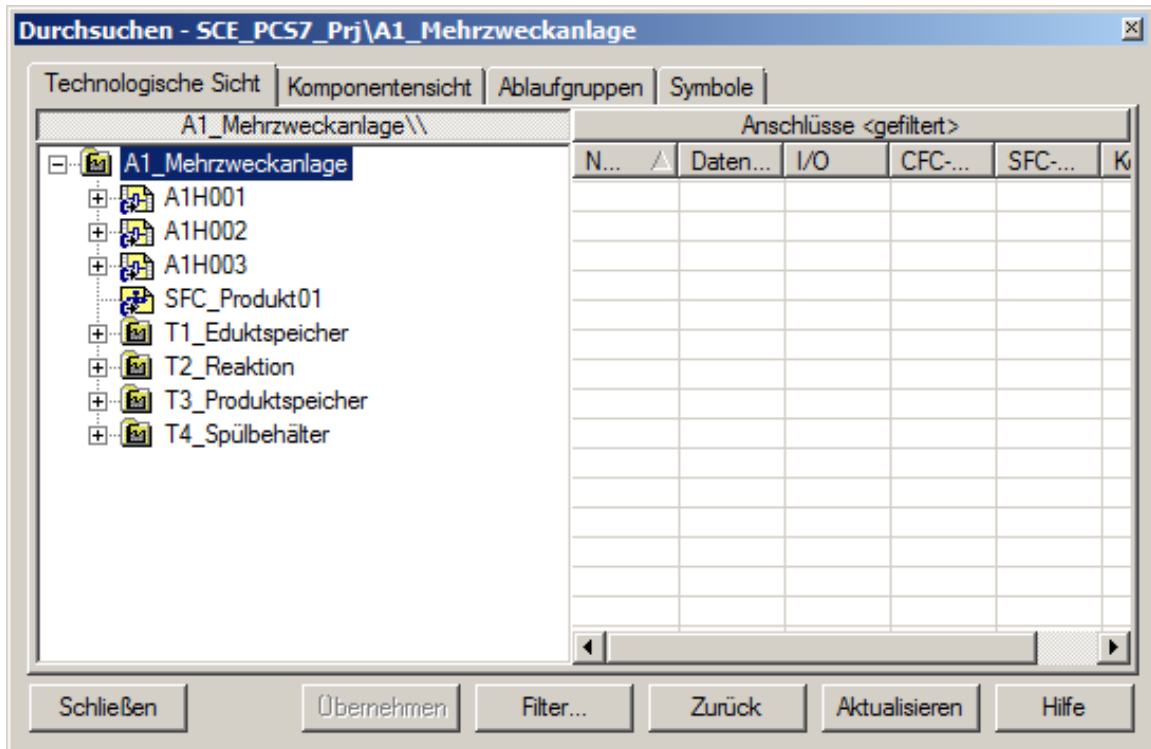 Durchsuchen - SCE_PCS7_Prj\A1_Mehrzweckanlage
Technologische Sicht Komponentensicht Ablaufgruppen Symbole
A1_Mehrzweckanlage\\ Anschlüsse <gefiltert>
N... Daten... I/O CFC-... SFC-...
A1_Mehrzweckanlage
A1H001
A1H002
A1H003
SFC_Produkt01
T1_Eduktspeicher
T2_Reaktion
T3_Produktspeicher
T4_Spülbehälter
Schließen Übernehmen Filter... Zurück Aktualisieren Hilfe